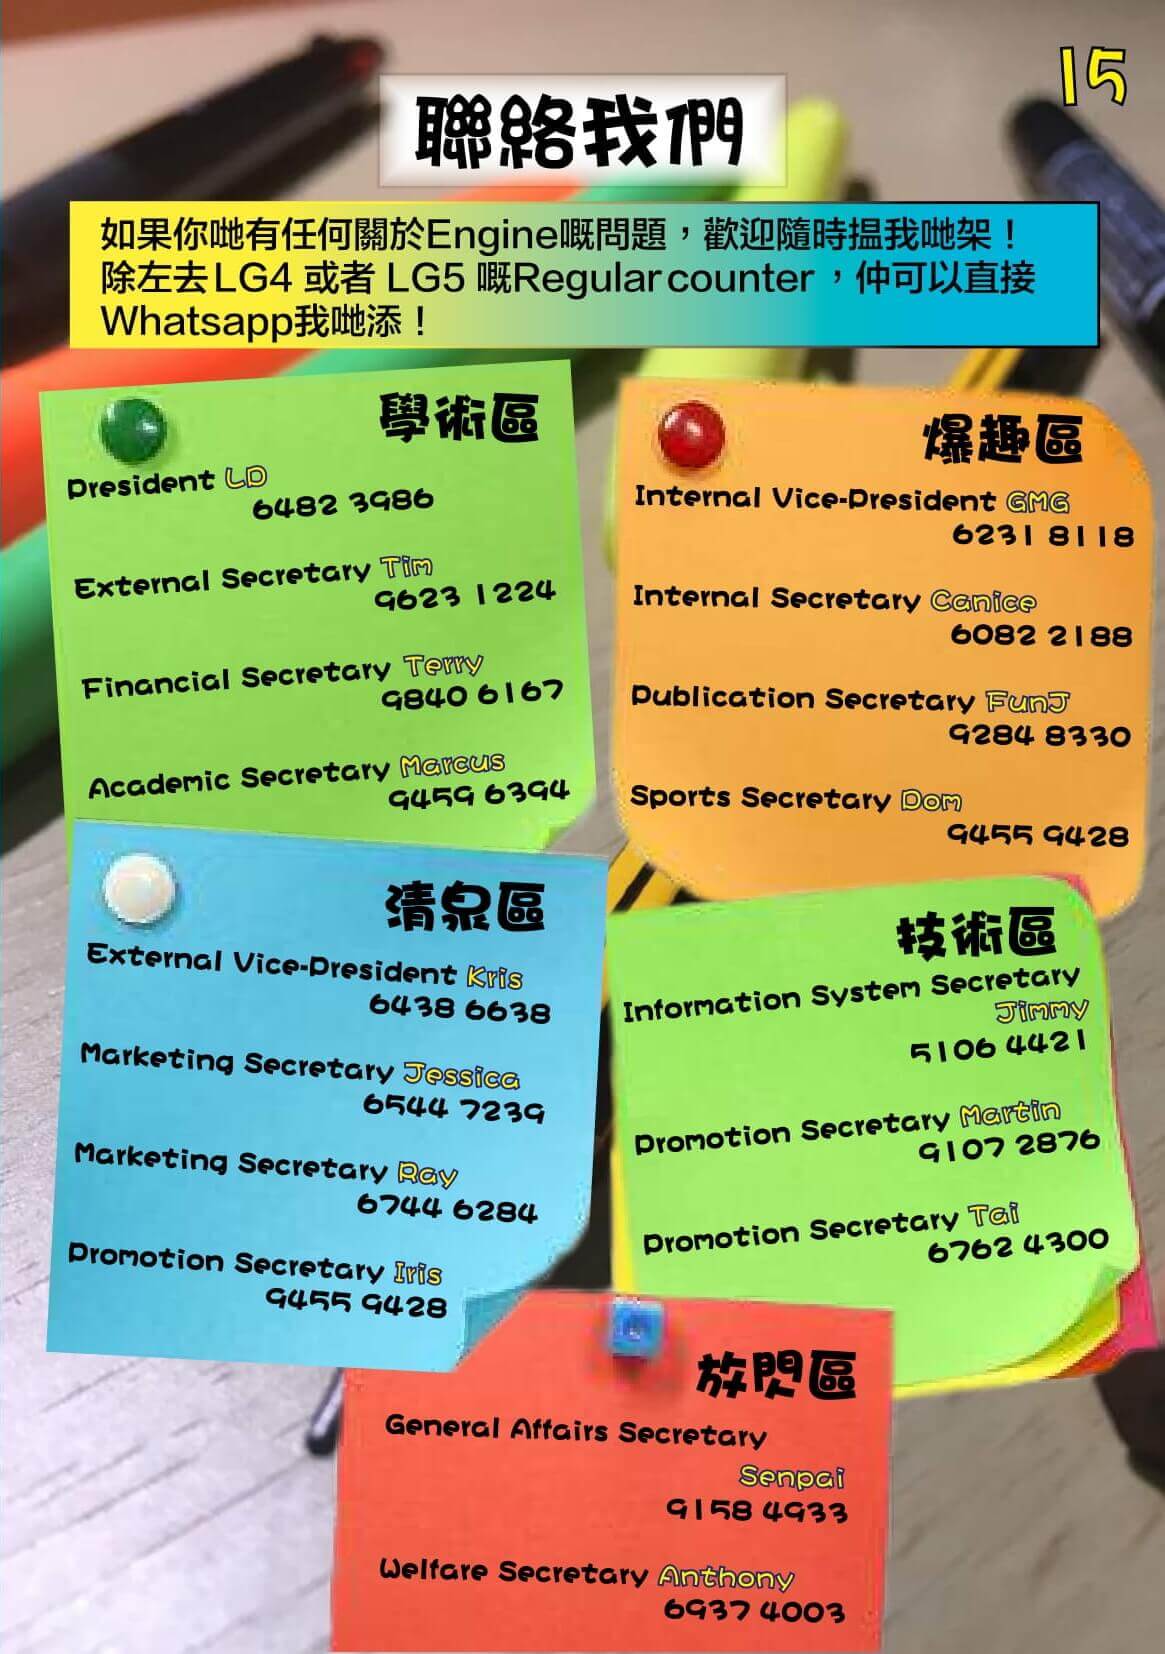 15
聯絡我們
如果你哋有任何關於Engine嘅問題，歡迎隨時揾我哋架！
除左去LG4 或者 LG5 嘅Regular counter，仲可以直接
Whatsapp我哋添！
學術區
President LD
6482 3986
External Secretary Tim
9623 1224
Financial Secretary Terry
9840 6167
Academic Secretary Marcus
9459 6394
爆趣區
Internal Vice-President GMG
6231 8118
Internal Secretary Canice
6082 2188
Publication Secretary FunJ
9284 8330
Sports Secretary Dom
9455 9428
清泉區
External Vice-President Kris
6438 6638
Marketing Secretary Jessica
6544 7239
Marketing Secretary Ray
6744 6284
Promotion Secretary Iris
9455 9428
技術區
Information System Secretary
Jimmy
5106 4421
Promotion Secretary Martin
9107 2876
Promotion Secretary Tai
6762 4300
放閃區
General Affairs Secretary
Senpai
9158 4933
Welfare Secretary Anthony
6937 4003